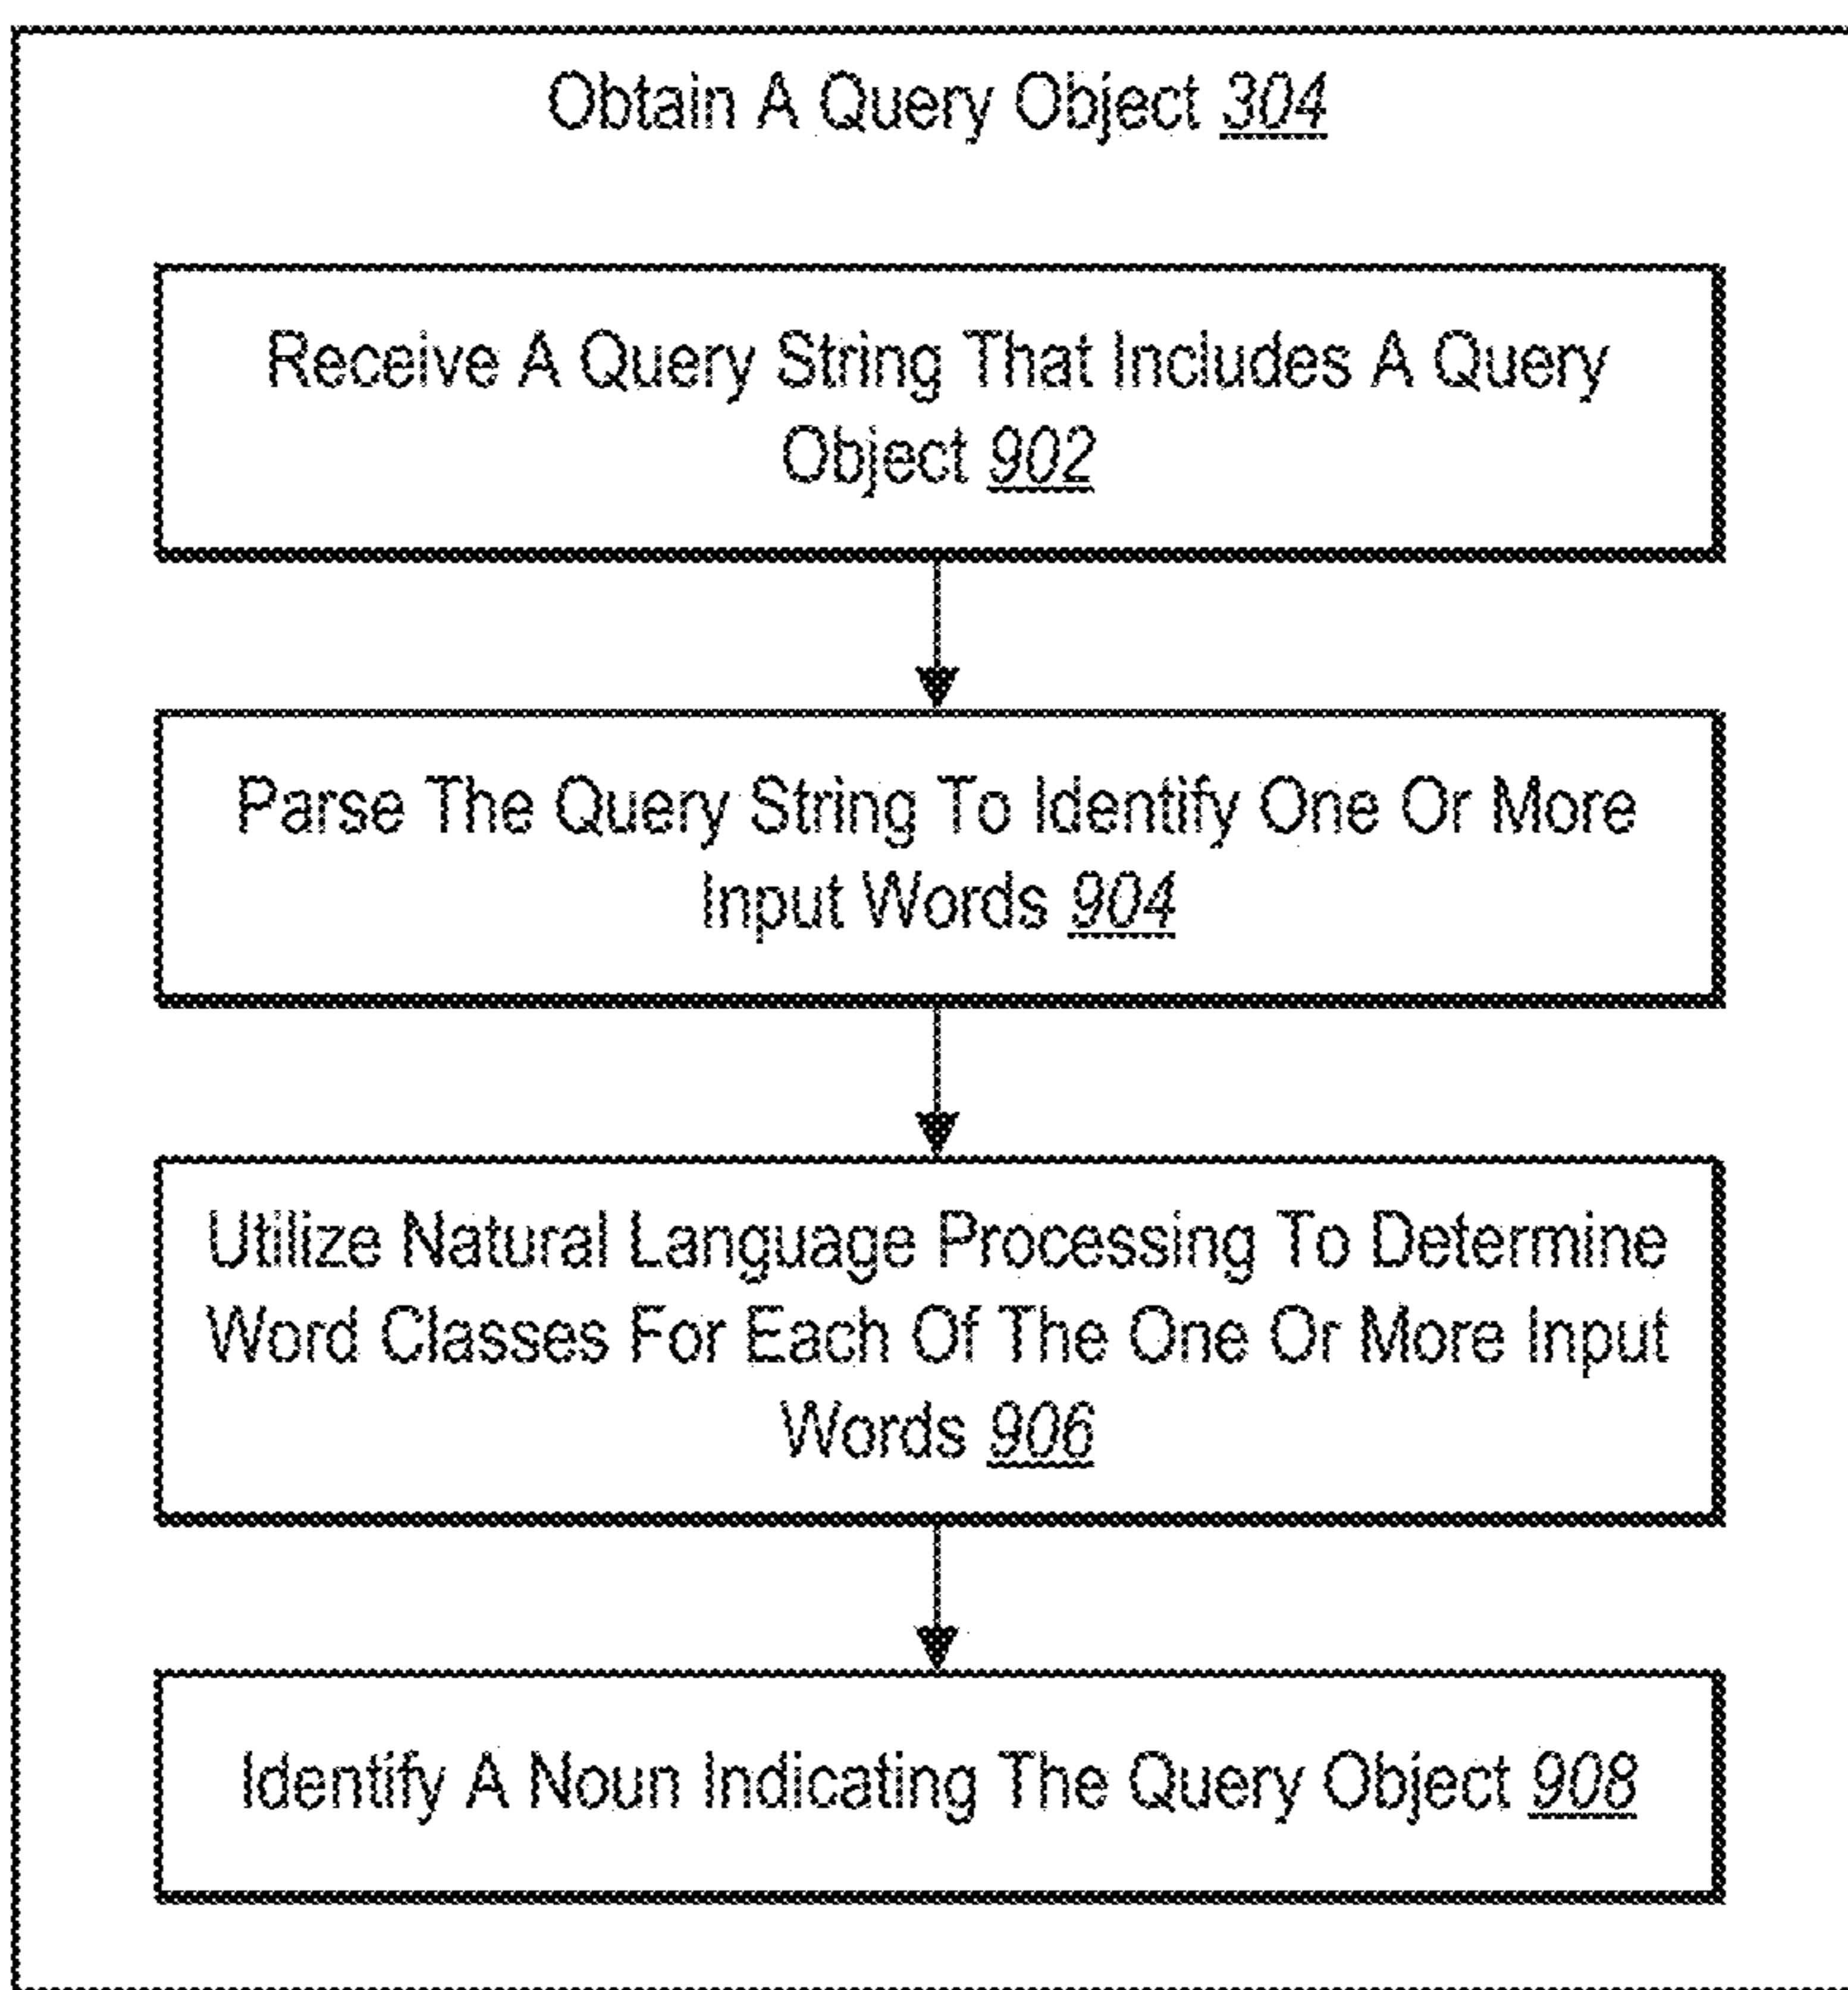 Obtain A Query Object 304
Receive A Query String That Includes A Query
Object 902
Parse The Query String To Identify One Or More
Input Words 904
Utilize Natural Language Processing To Determine
Word Classes For Each Of The One Or More Input
Words 906
Identify A Noun Indicating The Query Object 908